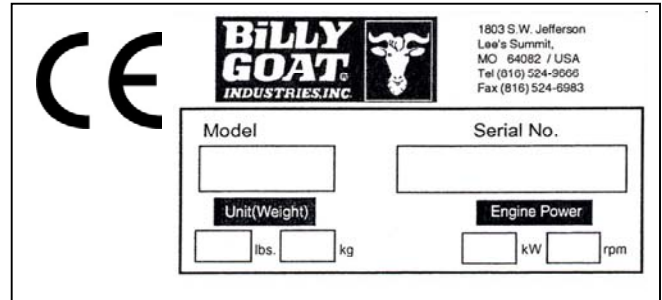 CE
BiLLY
GOAT®
INDUSTRIES,INC.
1803 S.W. Jefferson
Lee's Summit,
MO 64082 / USA
Tel (816) 524-9666
Fax (816) 524-6983
Model Serial No.
Unit(Weight) Engine Power
lbs. kg kW rpm